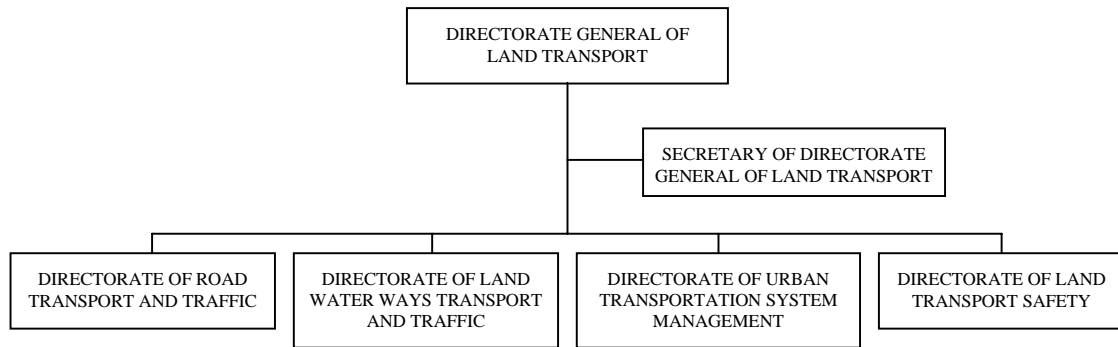 DIRECTORATE GENERAL OF
LAND TRANSPORT
SECRETARY OF DIRECTORATE
GENERAL OF LAND TRANSPORT
DIRECTORATE OF ROAD
TRANSPORT AND TRAFFIC
DIRECTORATE OF LAND
WATER WAYS TRANSPORT
AND TRAFFIC
DIRECTORATE OF URBAN
TRANSPORTATION SYSTEM
MANAGEMENT
DIRECTORATE OF LAND
TRANSPORT SAFETY